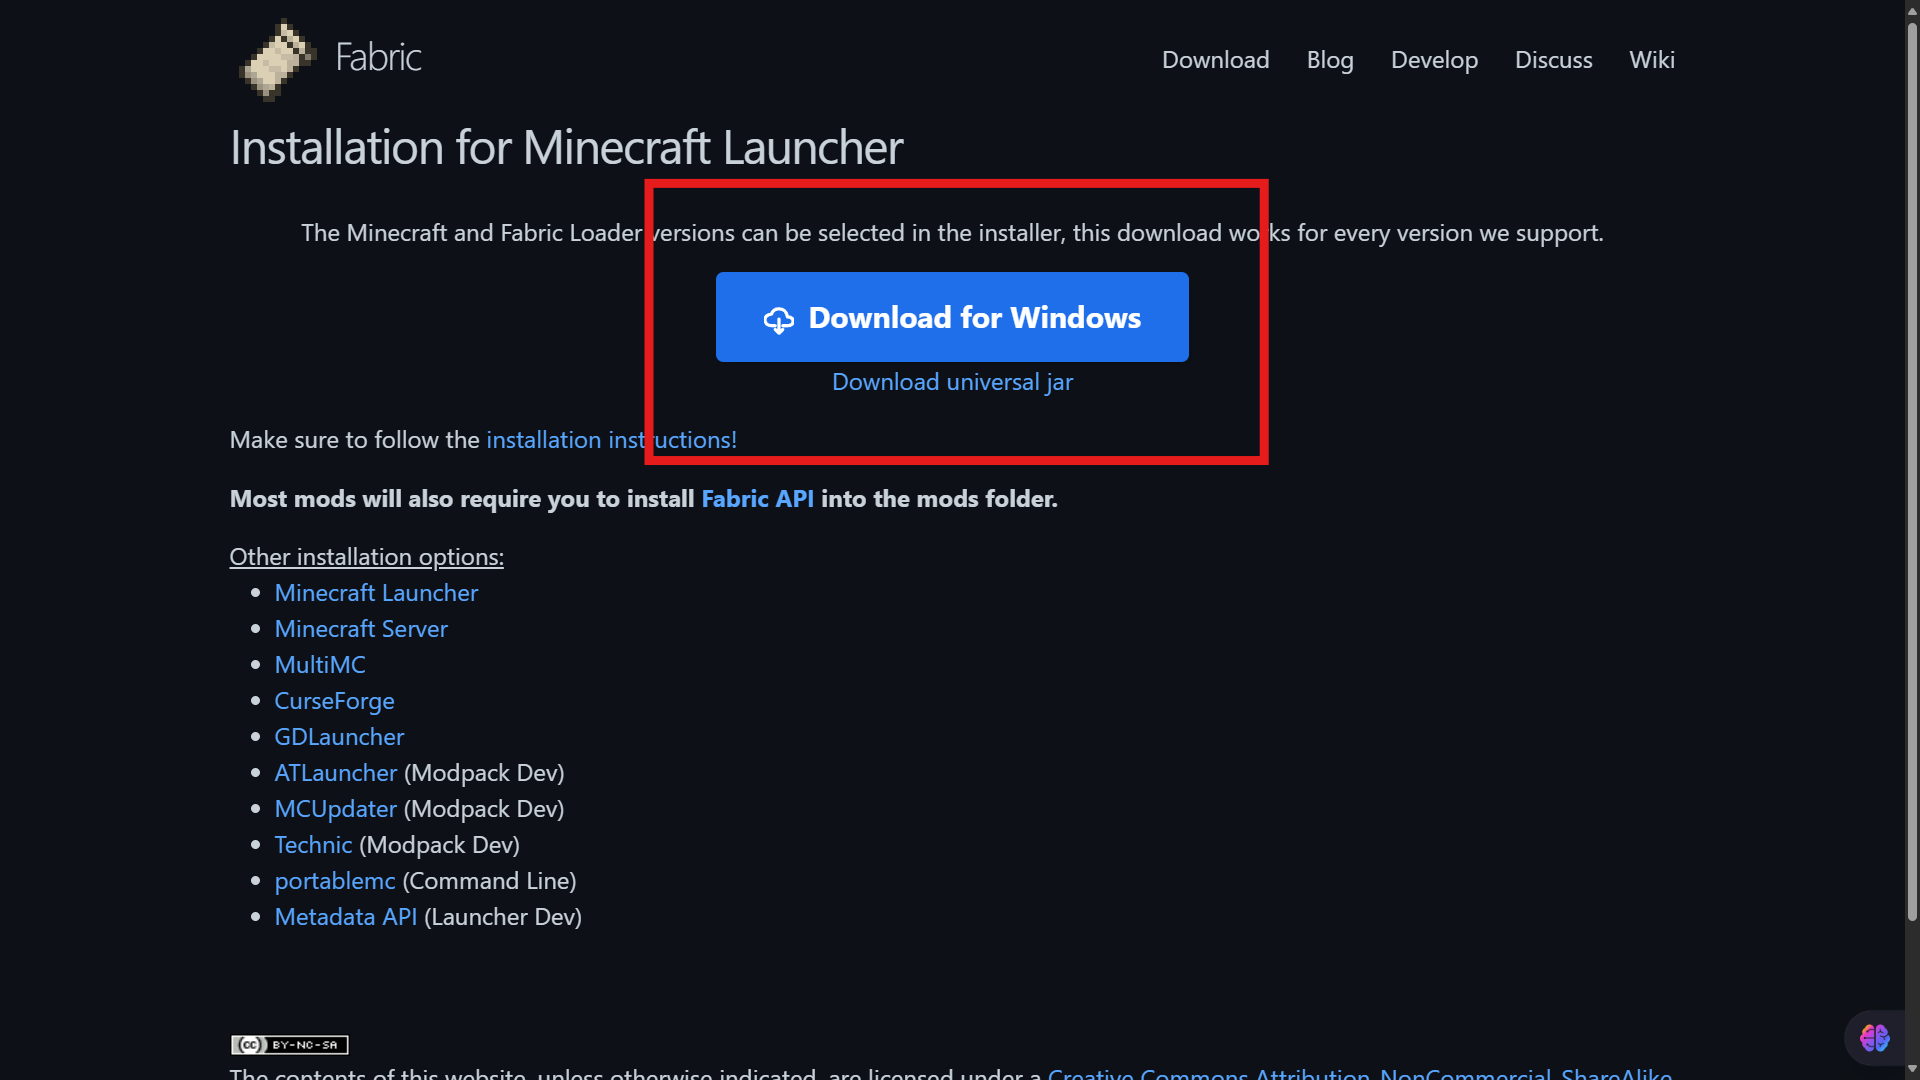 Fabric
Download Blog Develop Discuss Wiki
Installation for Minecraft Launcher
The Minecraft and Fabric Loader versions can be selected in the installer, this download works for every version we support.
Download for Windows
Download universal jar
Make sure to follow the installation instructions!
Most mods will also require you to install Fabric API into the mods folder.
Other installation options:
Minecraft Launcher
Minecraft Server
MultiMC
CurseForge
GDLauncher
ATLauncher (Modpack Dev)
MCUpdater (Modpack Dev)
Technic (Modpack Dev)
portablemc (Command Line)
Metadata API (Launcher Dev)
cc BY-NC-SA
The contents of this website, unless otherwise indicated, are licensed under a Creative Commons Attribution-NonCommercial-ShareAlike